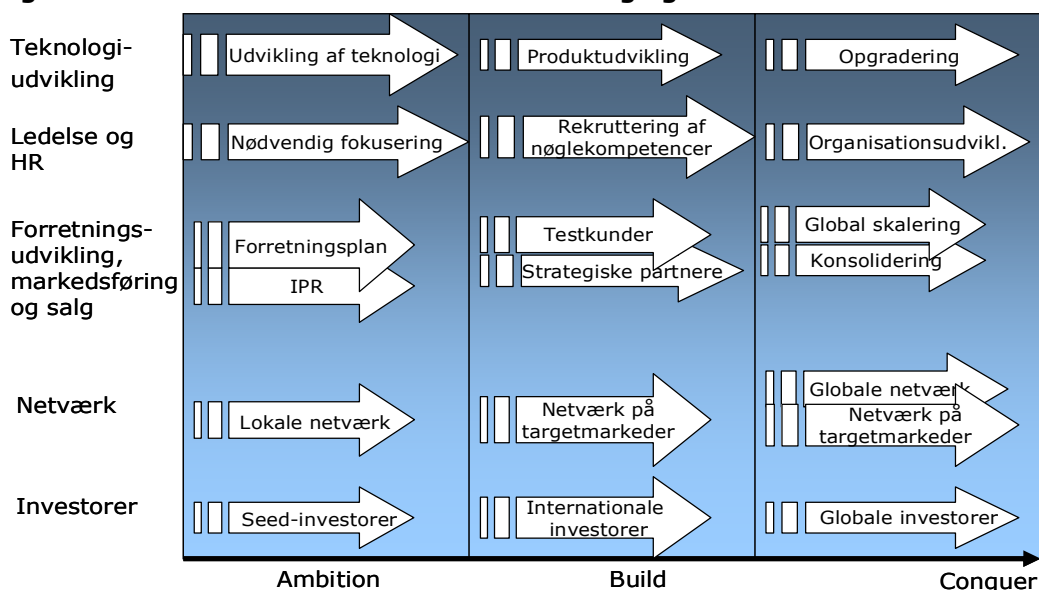 Teknologi-
udvikling
Udvikling af teknologi
Produktudvikling
Opgradering
Ledelse og
HR
Nødvendig fokusering
Rekruttering af
nøglekompetencer
Organisationsudvikl.
Forretnings-
udvikling,
markedsføring
og salg
Forretningsplan
IPR
Testkunder
Strategiske partnere
Global skalering
Konsolidering
Netværk
Lokale netværk
Netværk på
targetmarkeder
Globale netværk
Netværk på
targetmarkeder
Investorer
Seed-investorer
Internationale
investorer
Globale investorer
Ambition
Build
Conquer